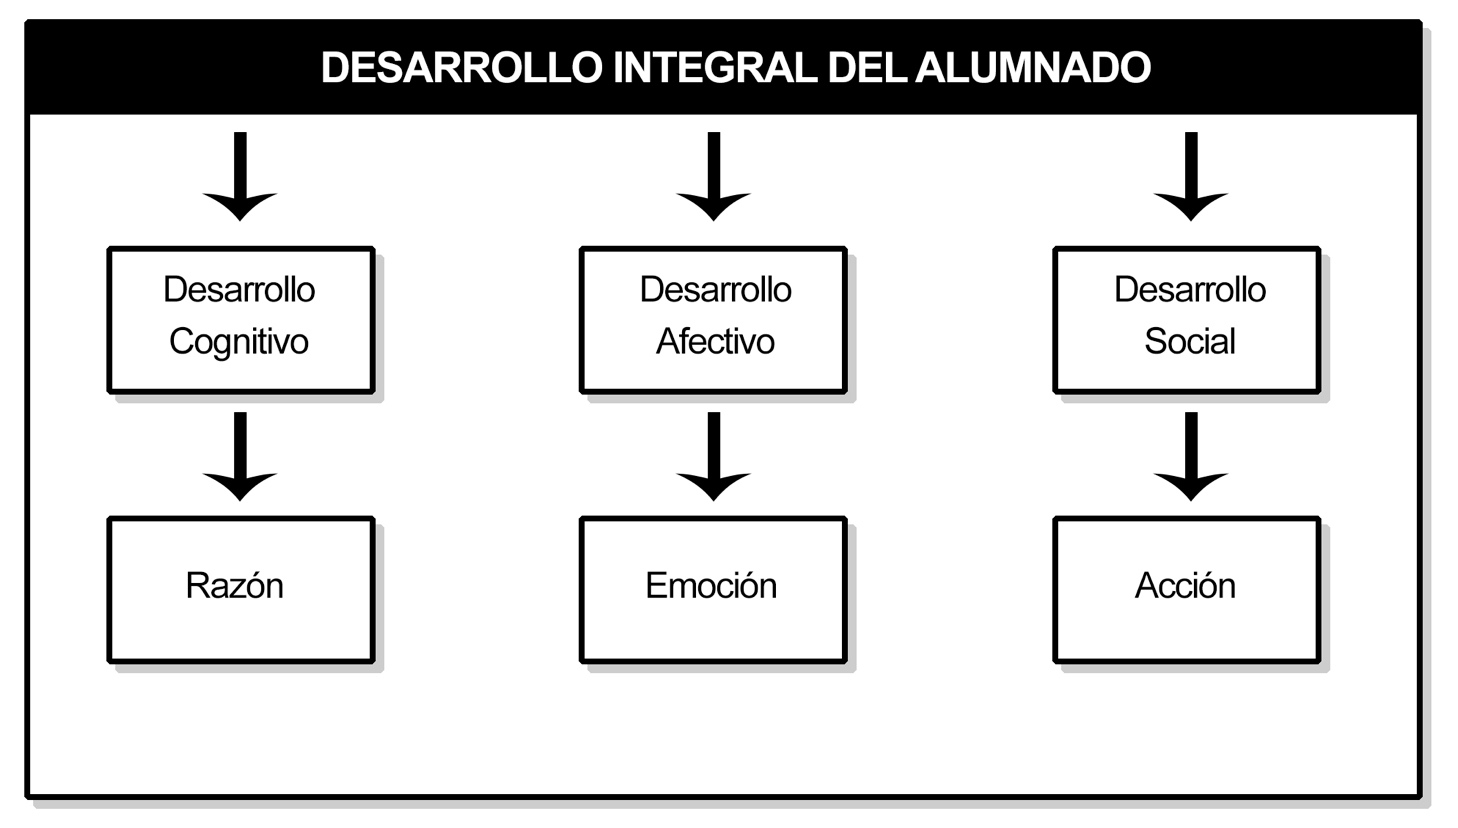 DESARROLLO INTEGRAL DEL ALUMNADO
Desarrollo
Cognitivo
Desarrollo
Afectivo
Desarrollo
Social
Razón
Emoción
Acción